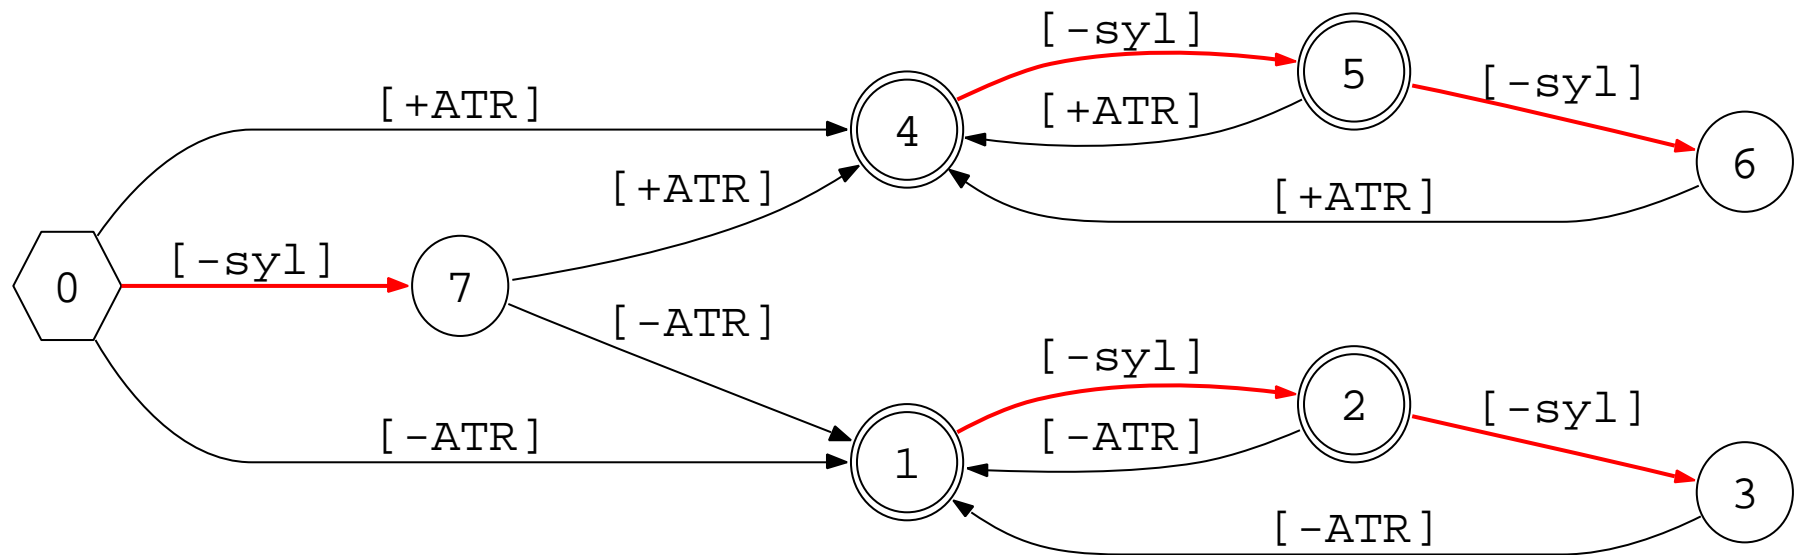 [-syl]
5
[-syl]
[+ATR]
[+ATR]
4
6
[+ATR]
[+ATR]
[-syl]
0
7
[-ATR]
[-syl]
2
[-syl]
[-ATR]
[-ATR]
1
3
[-ATR]